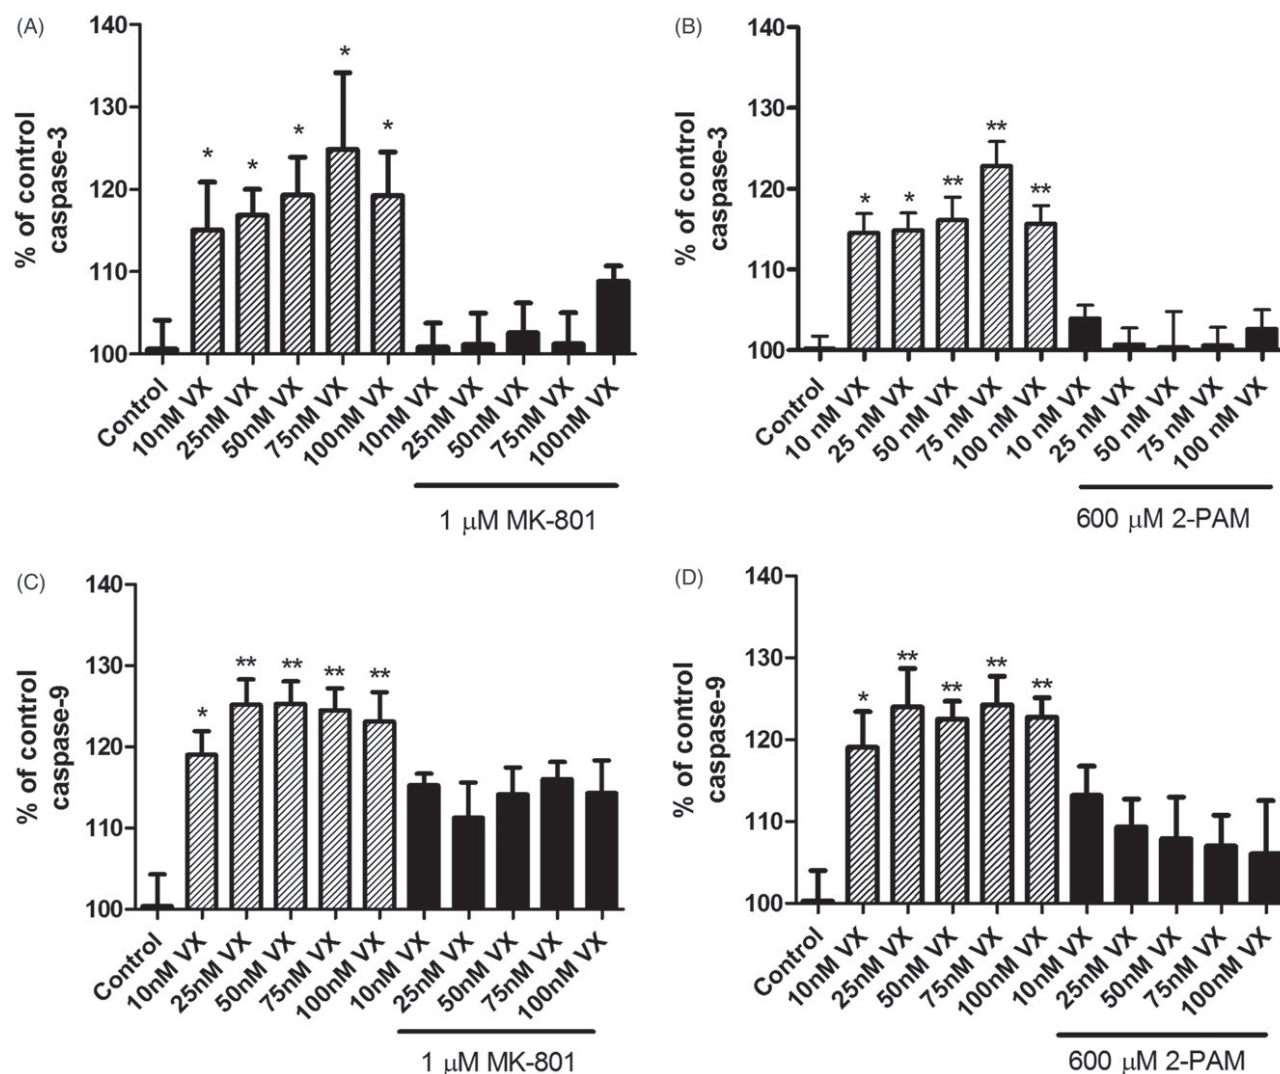 (A)
140
130
120
110
100
% of control
caspase-3
*
*
*
*
*
Control
10nM VX
25nM VX
50nM VX
75nM VX
100nM VX
10nM VX
25nM VX
50nM VX
75nM VX
100nM VX
1 μM MK-801
(B)
140
130
120
110
100
% of control
caspase-3
*
*
**
**
**
Control
10 nM VX
25 nM VX
50 nM VX
75 nM VX
100 nM VX
10 nM VX
25 nM VX
50 nM VX
75 nM VX
100 nM VX
600 μM 2-PAM
(C)
140
130
120
110
100
% of control
caspase-9
*
**
**
**
**
Control
10nM VX
25nM VX
50nM VX
75nM VX
100nM VX
10nM VX
25nM VX
50nM VX
75nM VX
100nM VX
1 μM MK-801
(D)
140
130
120
110
100
% of control
caspase-9
*
**
**
**
**
Control
10nM VX
25nM VX
50nM VX
75nM VX
100nM VX
10nM VX
25nM VX
50nM VX
75nM VX
100nM VX
600 μM 2-PAM